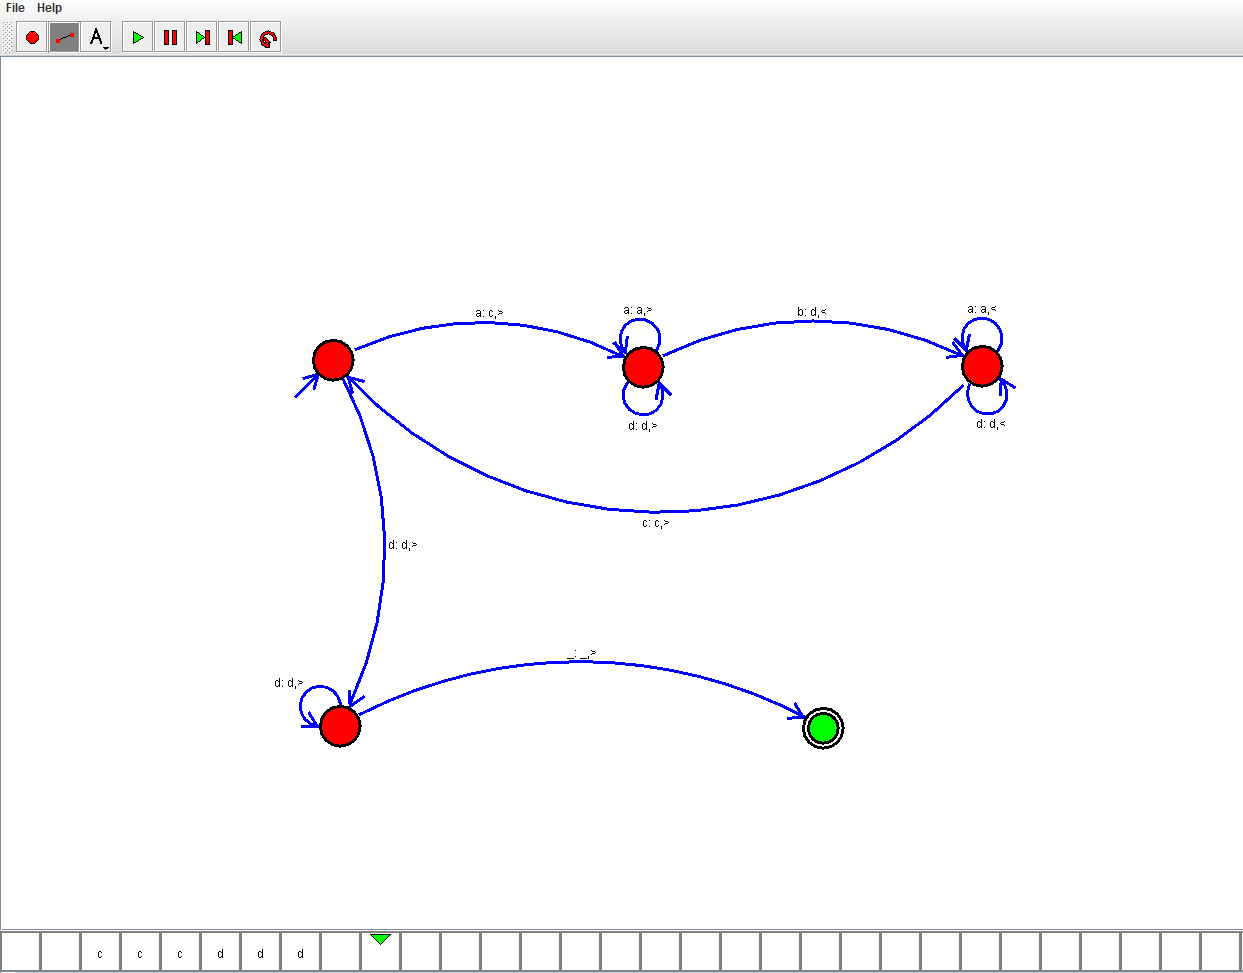 File Help
A
a: c,>
a: a,>
b: d,<
a: a,<
d: d,>
d: d,<
c: c,>
d: d,>
_: _,>
d: d,>
c c c d d d